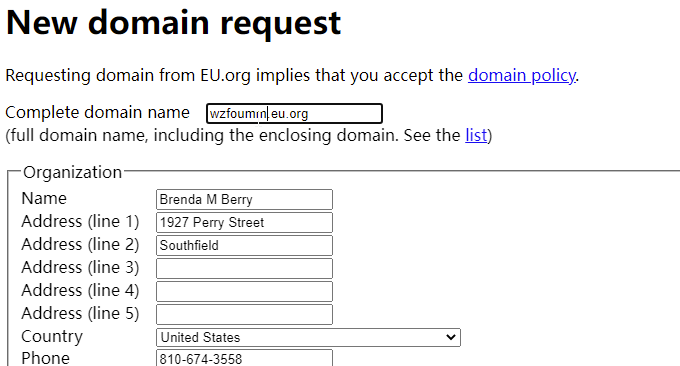 New domain request
Requesting domain from EU.org implies that you accept the domain policy.
Complete domain name wzfoumin.eu.org
(full domain name, including the enclosing domain. See the list)
Organization
Name Brenda M Berry
Address (line 1) 1927 Perry Street
Address (line 2) Southfield
Address (line 3)
Address (line 4)
Address (line 5)
Country United States
Phone 810-674-3558